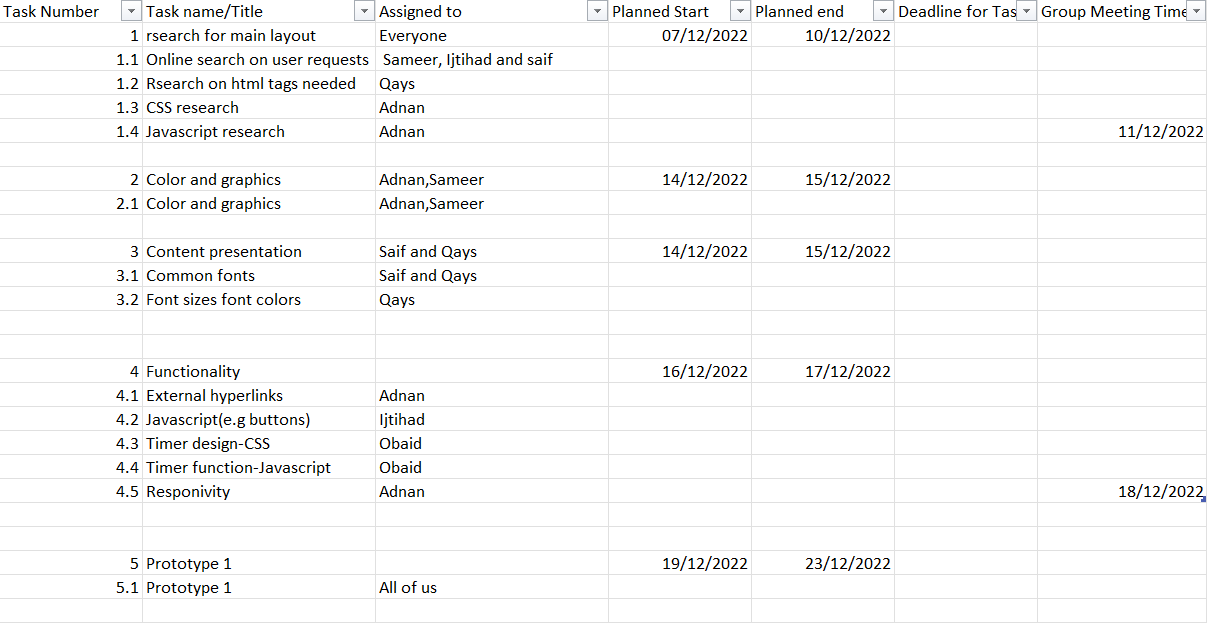 Task Number Task name/Title Assigned to Planned Start Planned end Deadline for Tas Group Meeting Time
1 rsearch for main layout Everyone 07/12/2022 10/12/2022
1.1 Online search on user requests Sameer, Ijtihad and saif
1.2 Rsearch on html tags needed Qays
1.3 CSS research Adnan
1.4 Javascript research Adnan 11/12/2022
2 Color and graphics Adnan,Sameer 14/12/2022 15/12/2022
2.1 Color and graphics Adnan,Sameer
3 Content presentation Saif and Qays 14/12/2022 15/12/2022
3.1 Common fonts Saif and Qays
3.2 Font sizes font colors Qays
4 Functionality 16/12/2022 17/12/2022
4.1 External hyperlinks Adnan
4.2 Javascript(e.g buttons) Ijtihad
4.3 Timer design-CSS Obaid
4.4 Timer function-Javascript Obaid
4.5 Responivity Adnan 18/12/2022
5 Prototype 1 19/12/2022 23/12/2022
5.1 Prototype 1 All of us